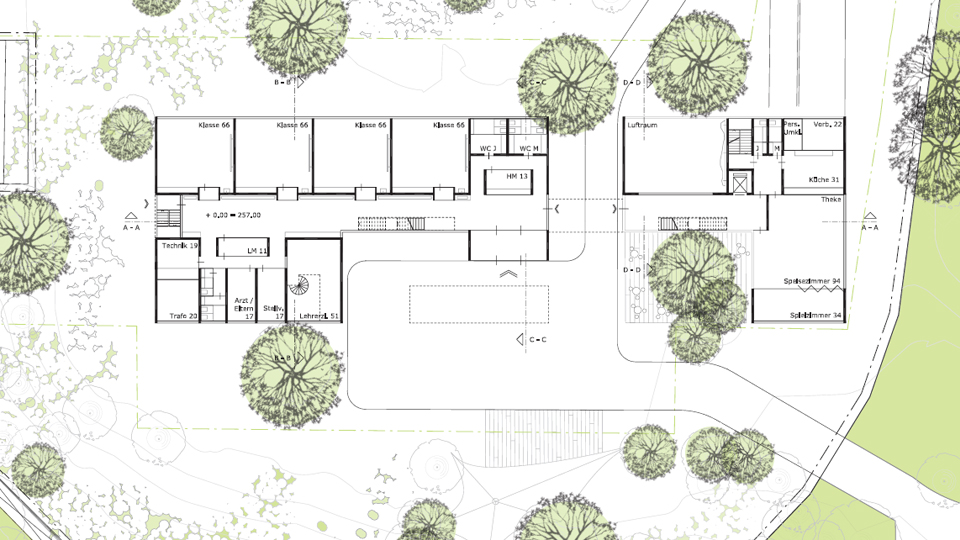 B – B
C – C
D – D
Klasse 66
Klasse 66
Klasse 66
Klasse 66
WC J
WC M
HM 13
Luftraum
J
M
Pers.
Umkl.
Verb. 22
Küche 31
Theke
+ 0.00 = 257.00
A – A
A – A
Technik 19
LM 11
Arzt /
Eltern
17
Stellv.
17
Lehrerzi. 51
Trafo 20
D – D
Speisezimmer 94
Spielzimmer 34
C – C
B – B